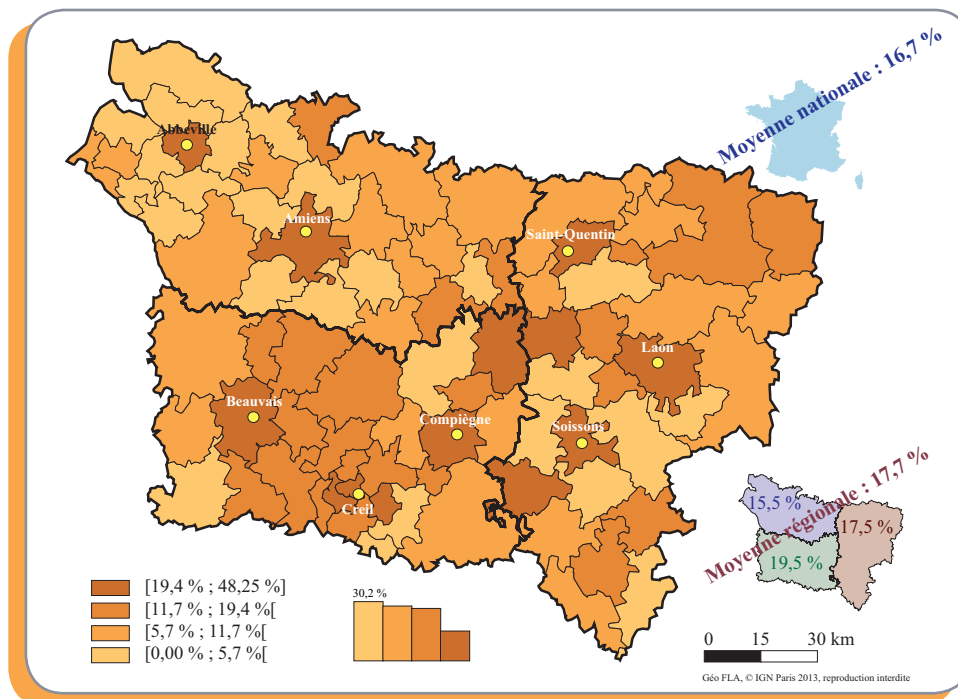 Moyenne nationale : 16,7 %
Abbeville
Amiens
Saint-Quentin
Laon
Beauvais
Compiègne
Soissons
Creil
Moyenne régionale : 17,7 %
15,5 %
17,5 %
19,5 %
[19,4 % ; 48,25 %]
[11,7 % ; 19,4 %[
[5,7 % ; 11,7 %[
[0,00 % ; 5,7 %[
30,2 %
0 15 30 km
Géo FLA, © IGN Paris 2013, reproduction interdite